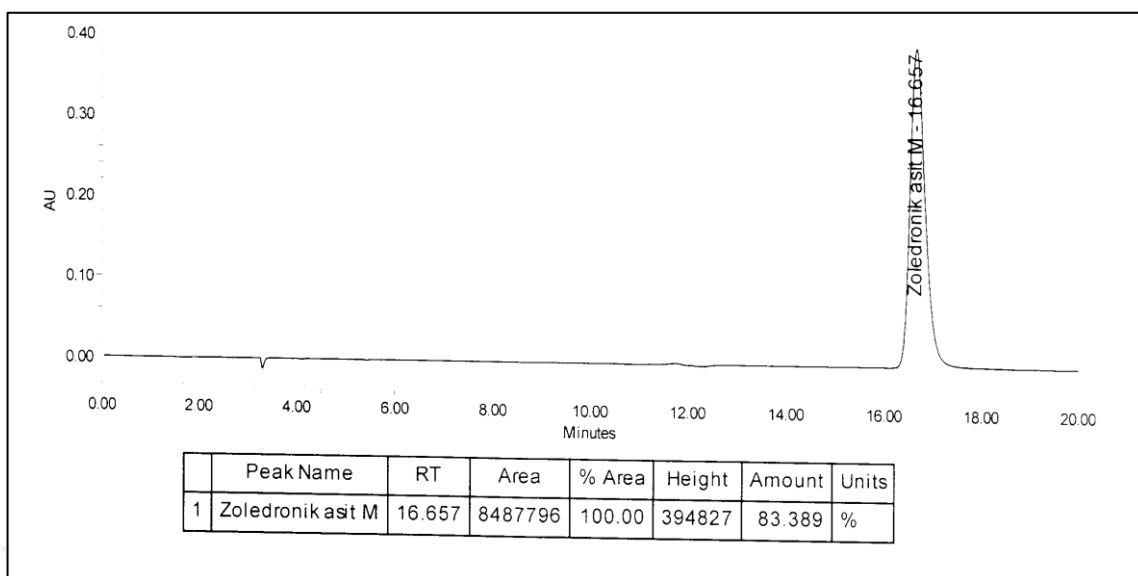 0.40
0.30
0.20
0.10
0.00
AU
Zoledronik asit M - 16.657
0.00 2.00 4.00 6.00 8.00 10.00 12.00 14.00 16.00 18.00 20.00
Minutes
Peak Name RT Area % Area Height Amount Units
1 Zoledronik asit M 16.657 8487796 100.00 394827 83.389 %